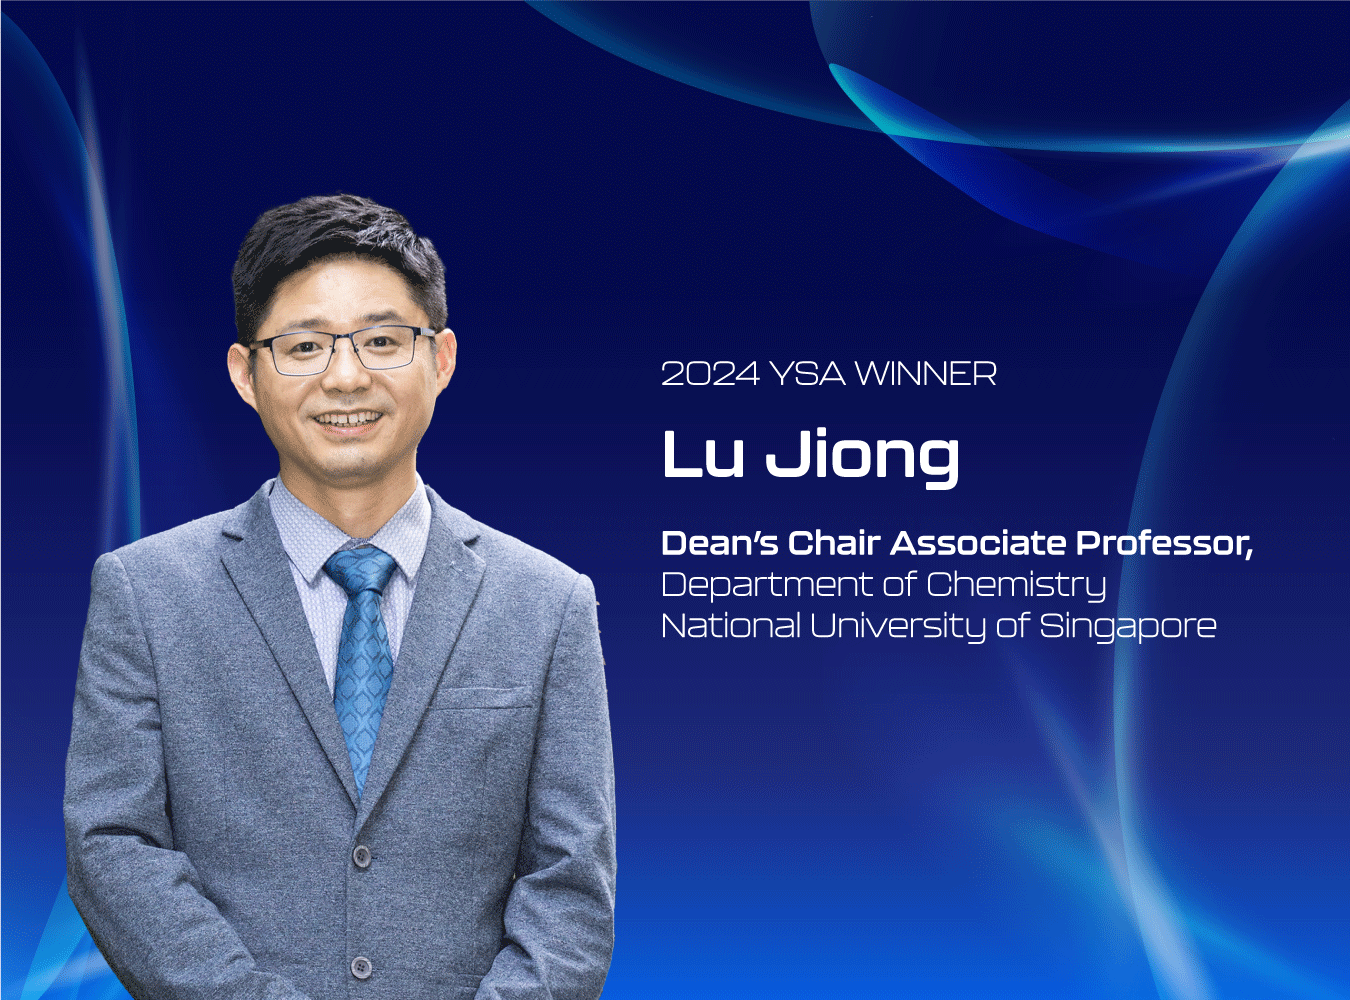 2024 YSA WINNER
Lu Jiong
Dean’s Chair Associate Professor,
Department of Chemistry
National University of Singapore